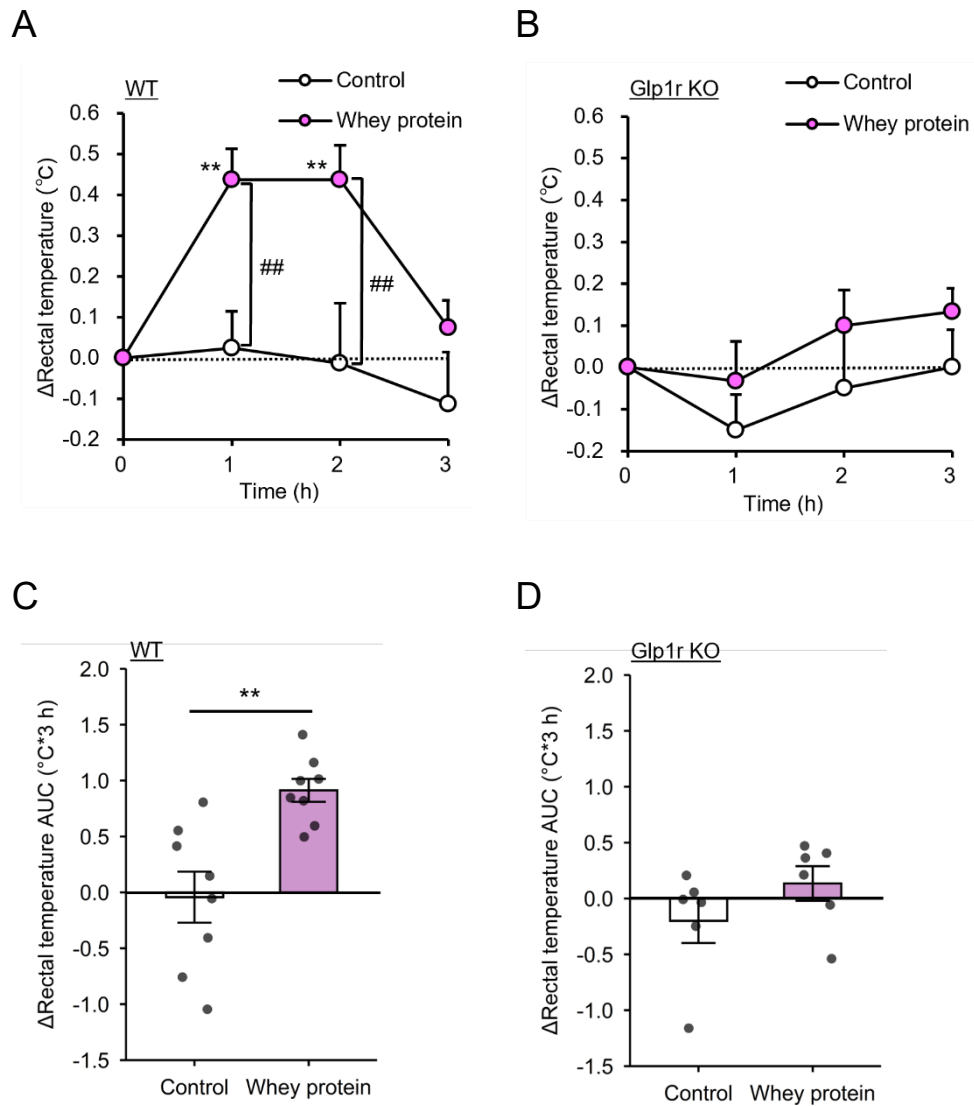 A
WT
Control
Whey protein
ΔRectal temperature (℃)
0.6
0.5
0.4
0.3
0.2
0.1
0.0
-0.1
-0.2
**
**
##
##
0
1
2
3
Time (h)
B
Glp1r KO
Control
Whey protein
ΔRectal temperature (℃)
0.6
0.5
0.4
0.3
0.2
0.1
0.0
-0.1
-0.2
0
1
2
3
Time (h)
C
WT
ΔRectal temperature AUC (°C*3 h)
2.0
1.5
1.0
0.5
0.0
-0.5
-1.0
-1.5
**
Control
Whey protein
D
Glp1r KO
ΔRectal temperature AUC (°C*3 h)
2.0
1.5
1.0
0.5
0.0
-0.5
-1.0
-1.5
Control
Whey protein